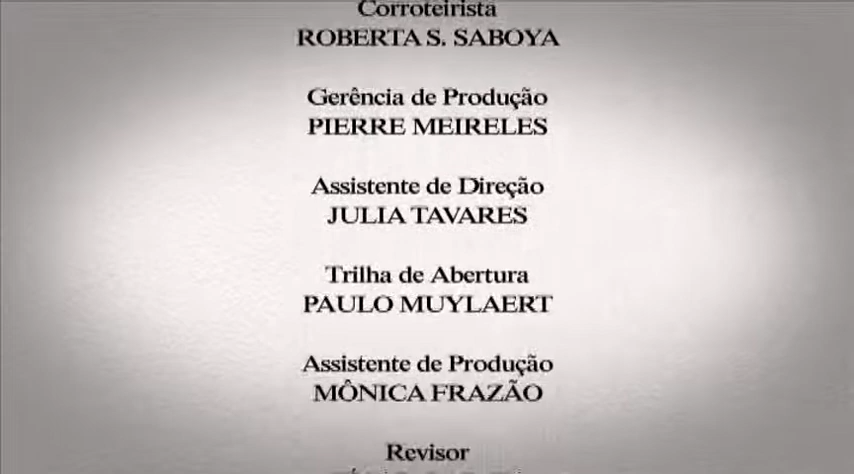 Corroteirista
ROBERTA S. SABOYA
Gerência de Produção
PIERRE MEIRELES
Assistente de Direção
JULIA TAVARES
Trilha de Abertura
PAULO MUYLAERT
Assistente de Produção
MÔNICA FRAZÃO
Revisor